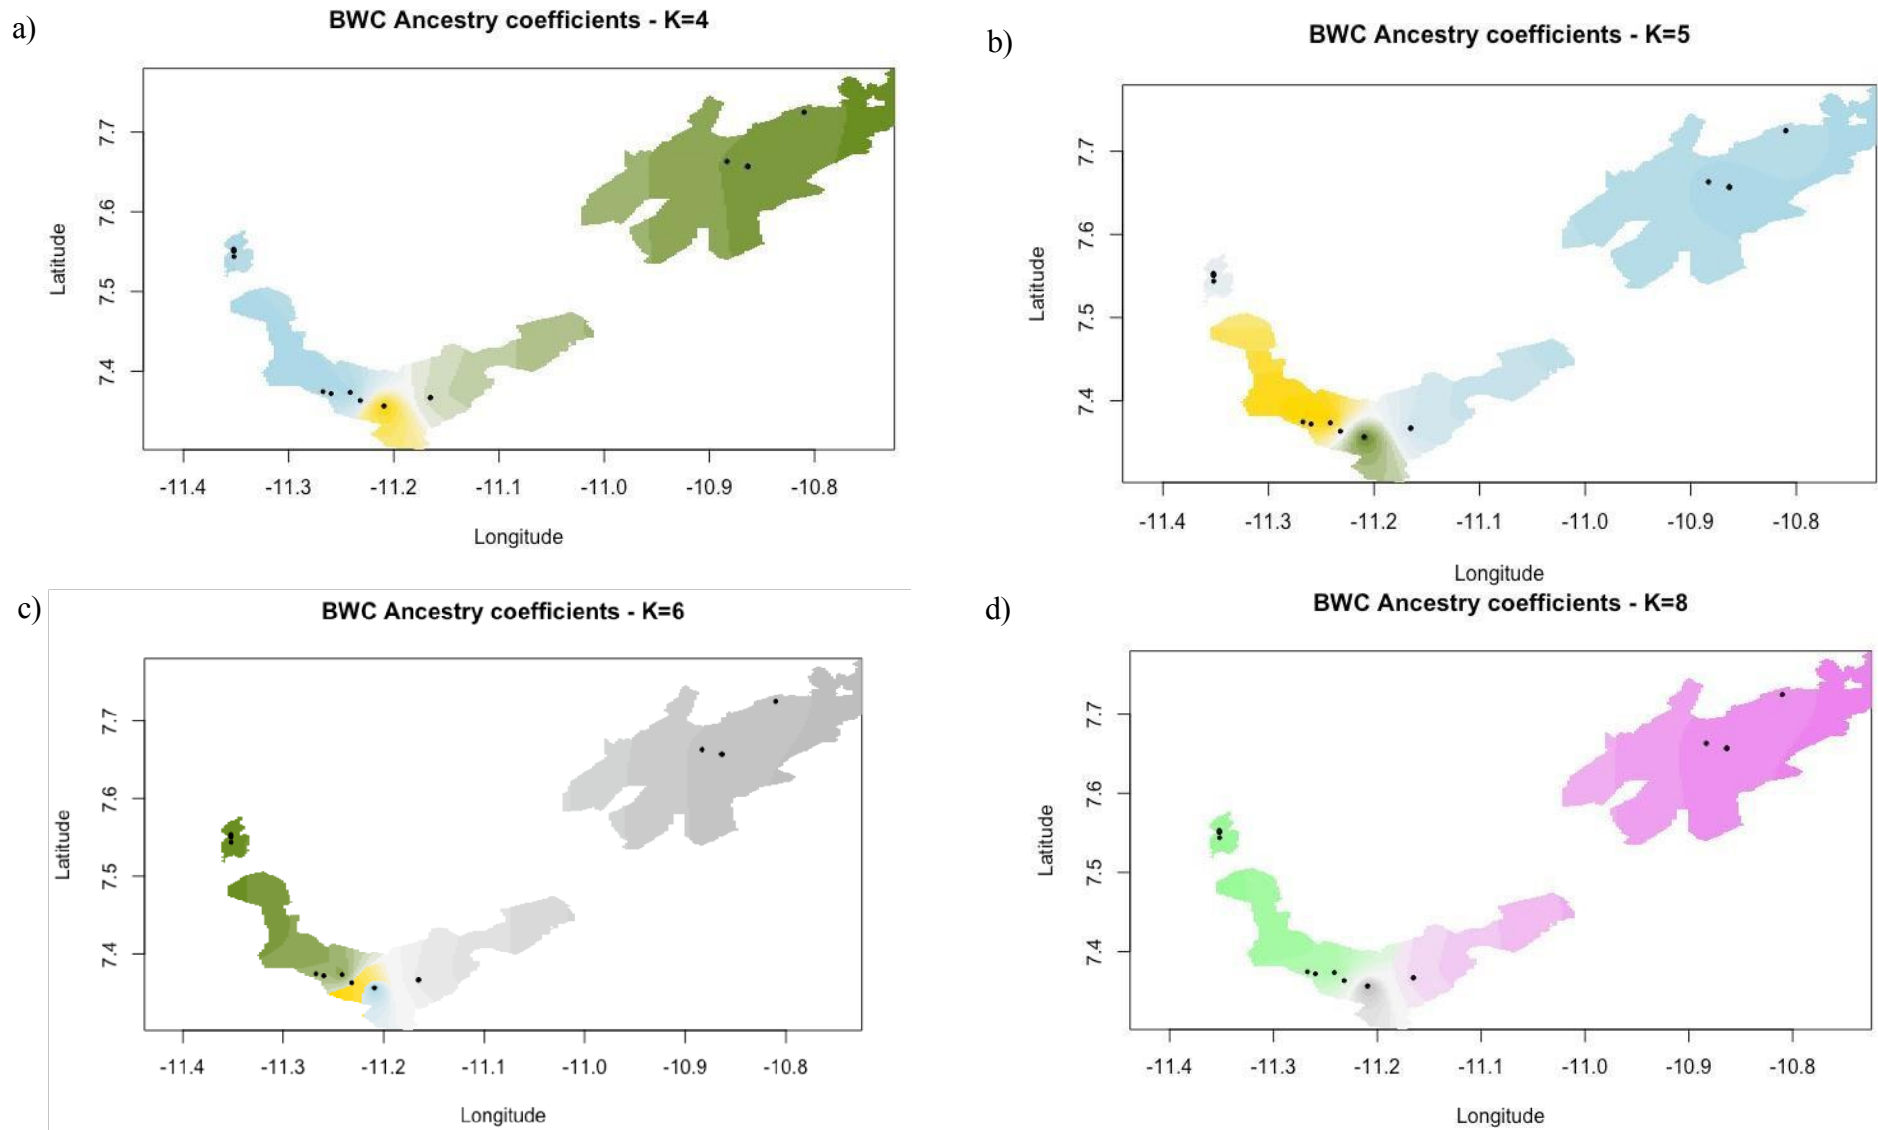 a)
BWC Ancestry coefficients - K=4
Latitude
7.7
7.6
7.5
7.4
-11.4 -11.3 -11.2 -11.1 -11.0 -10.9 -10.8
Longitude
b)
BWC Ancestry coefficients - K=5
Latitude
7.7
7.6
7.5
7.4
-11.4 -11.3 -11.2 -11.1 -11.0 -10.9 -10.8
Longitude
c)
BWC Ancestry coefficients - K=6
Latitude
7.7
7.6
7.5
7.4
-11.4 -11.3 -11.2 -11.1 -11.0 -10.9 -10.8
Longitude
d)
BWC Ancestry coefficients - K=8
Latitude
7.7
7.6
7.5
7.4
-11.4 -11.3 -11.2 -11.1 -11.0 -10.9 -10.8
Longitude